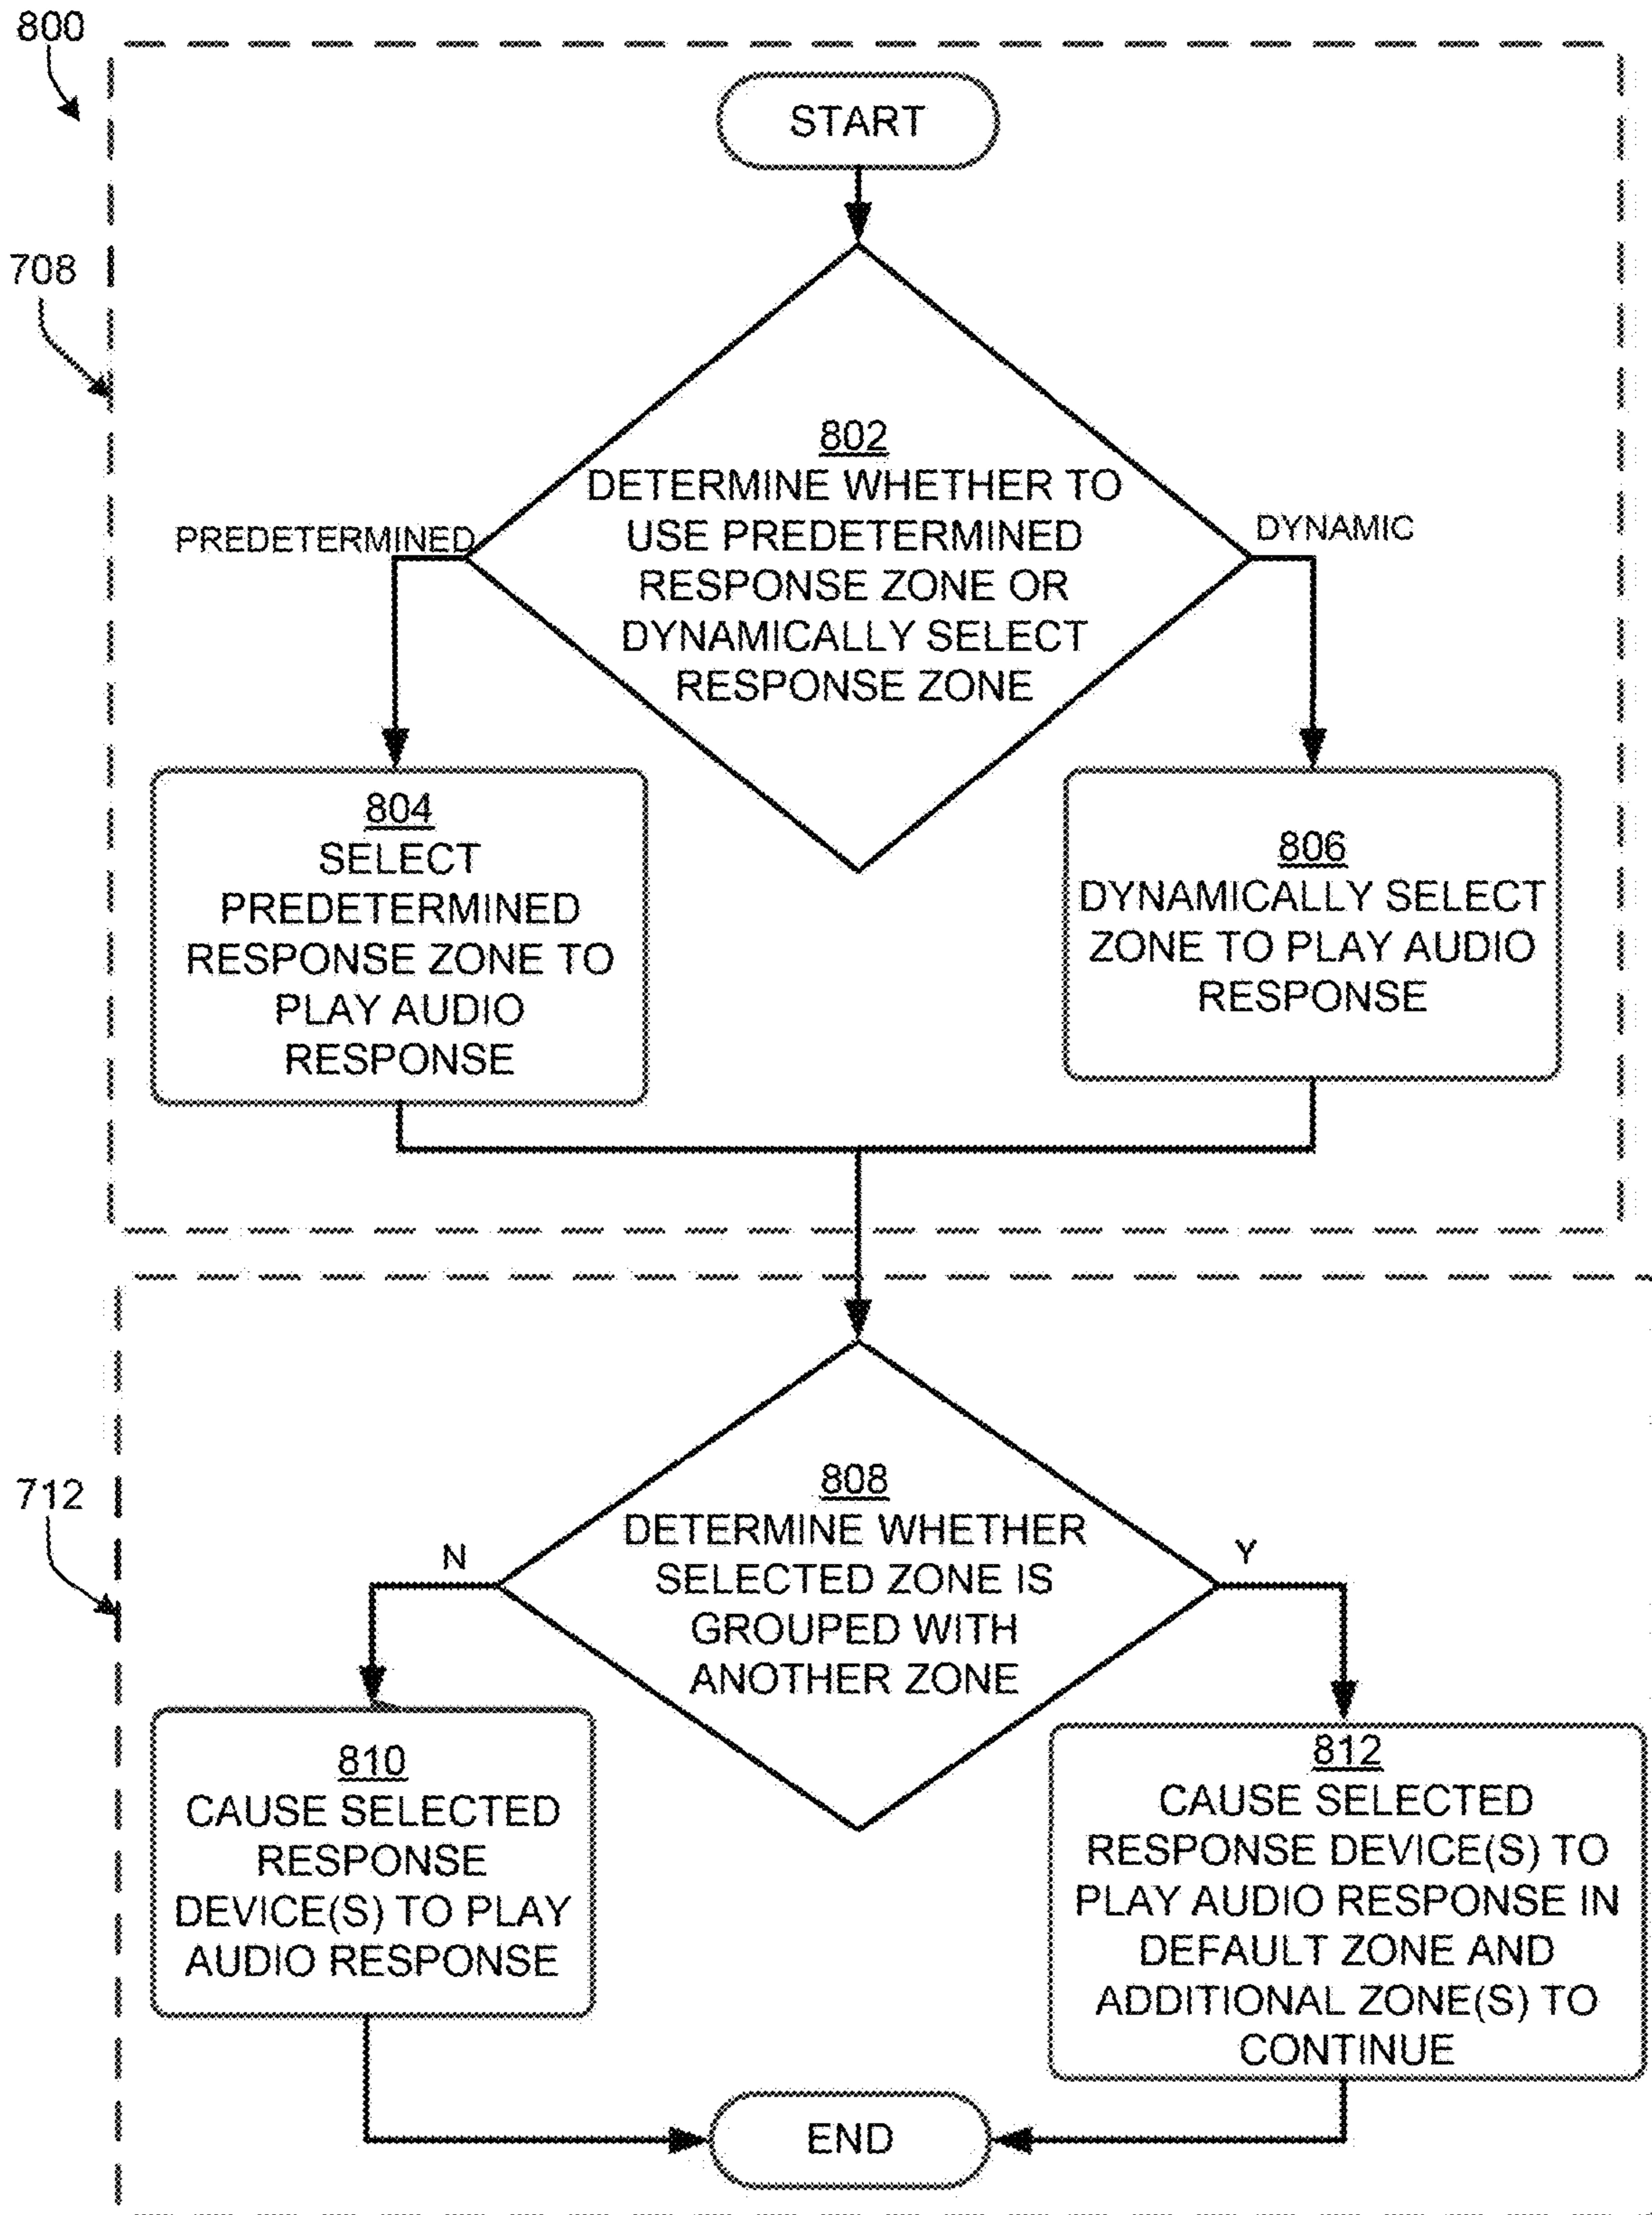 800
START
708
802
DETERMINE WHETHER TO
USE PREDETERMINED
RESPONSE ZONE OR
DYNAMICALLY SELECT
RESPONSE ZONE
PREDETERMINED
DYNAMIC
804
SELECT
PREDETERMINED
RESPONSE ZONE TO
PLAY AUDIO
RESPONSE
806
DYNAMICALLY SELECT
ZONE TO PLAY AUDIO
RESPONSE
712
808
DETERMINE WHETHER
SELECTED ZONE IS
GROUPED WITH
ANOTHER ZONE
N
Y
810
CAUSE SELECTED
RESPONSE
DEVICE(S) TO PLAY
AUDIO RESPONSE
812
CAUSE SELECTED
RESPONSE DEVICE(S) TO
PLAY AUDIO RESPONSE IN
DEFAULT ZONE AND
ADDITIONAL ZONE(S) TO
CONTINUE
END